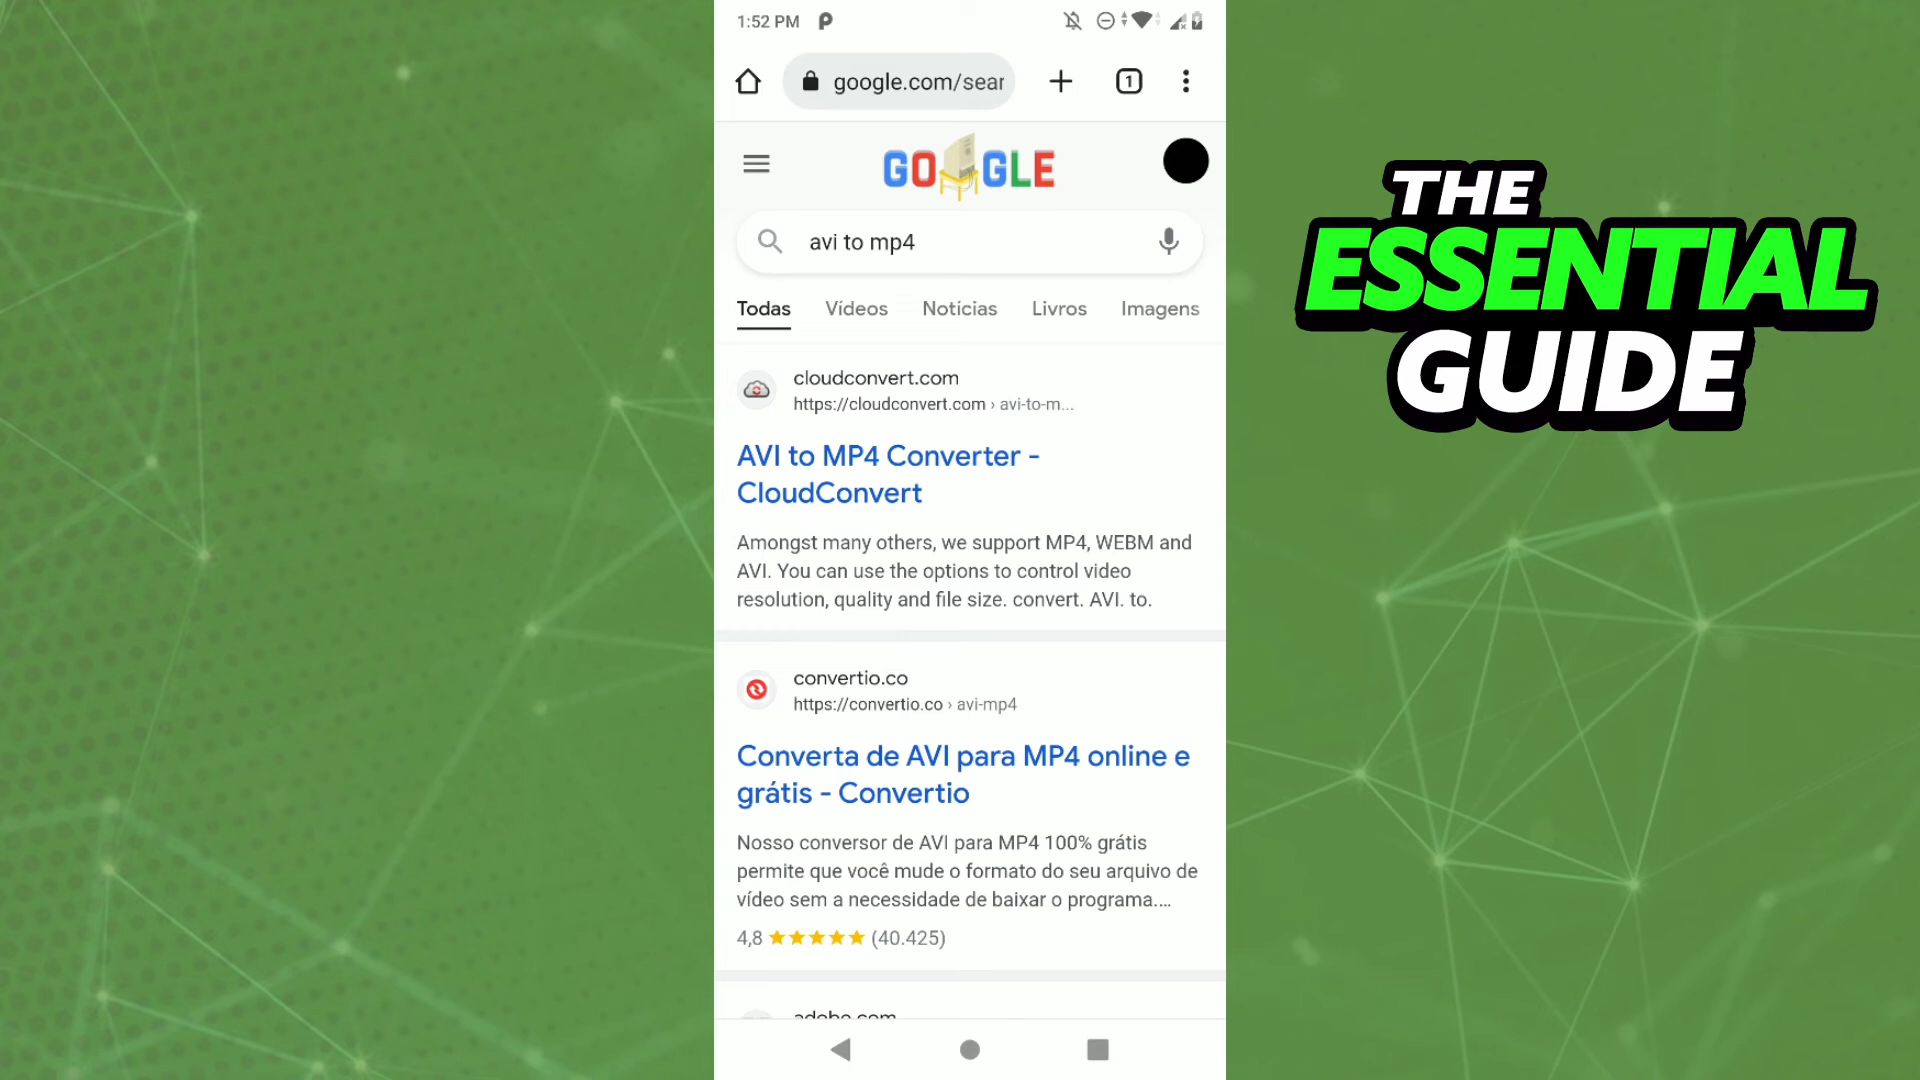 1:52 PM
google.com/sear
1
GOOGLE
avi to mp4
Todas Vídeos Notícias Livros Imagens
cloudconvert.com
https://cloudconvert.com › avi-to-m...
AVI to MP4 Converter -
CloudConvert
Amongst many others, we support MP4, WEBM and
AVI. You can use the options to control video
resolution, quality and file size. convert. AVI. to.
convertio.co
https://convertio.co › avi-mp4
Converta de AVI para MP4 online e
grátis - Convertio
Nosso conversor de AVI para MP4 100% grátis
permite que você mude o formato do seu arquivo de
vídeo sem a necessidade de baixar o programa....
4,8 ★★★★★ (40.425)
adobe.com
THE
ESSENTIAL
GUIDE